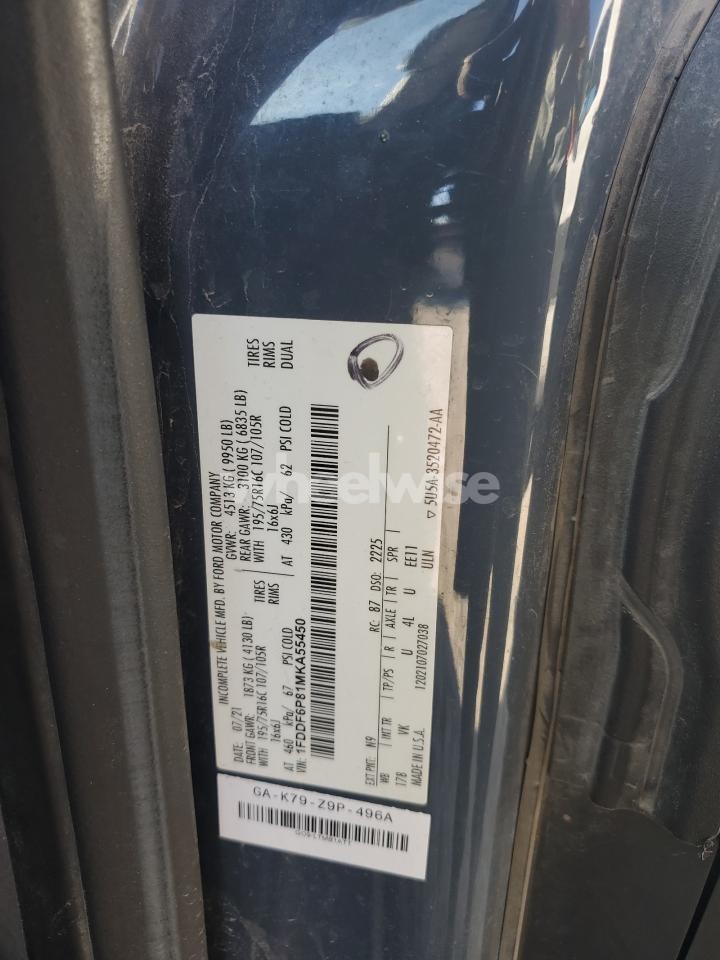 INCOMPLETE VEHICLE MFD. BY FORD MOTOR COMPANY
DATE: 07/21 GVWR: 4513 KG ( 9950 LB)
FRONT GAWR: 1873 KG ( 4130 LB) REAR GAWR: 3100 KG ( 6835 LB)
WITH 195/75R16C 107/105R TIRES WITH 195/75R16C 107/105R TIRES
16x6J RIMS 16x6J RIMS
AT 460 kPa/ 67 PSI COLD AT 430 kPa/ 62 PSI COLD DUAL
VIN: 1FDDF6P81MKA55450
EXT PNT: N9 RC: 87 DSO: 2225
WB INT TR TP/PS R AXLE TR SPR
178 VK U 4L U EE11
MADE IN U.S.A. 1202107027038 ULN
▽ 5U5A-3520472-AA
GA-K79-Z9P-496A
wheelwise